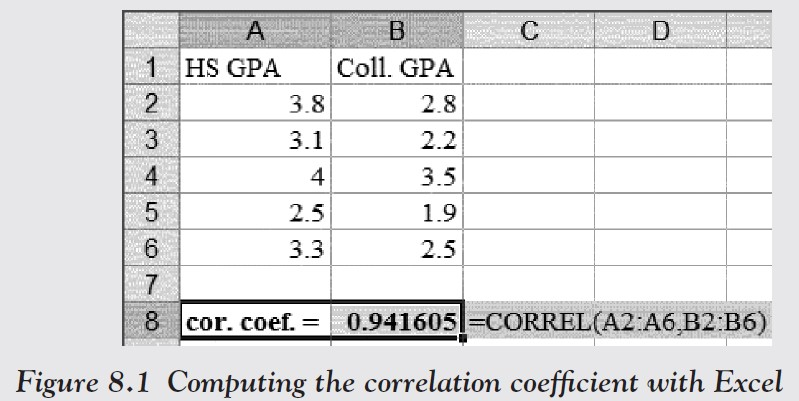 A B C D
1 HS GPA Coll. GPA
2 3.8 2.8
3 3.1 2.2
4 4 3.5
5 2.5 1.9
6 3.3 2.5
7
8 cor. coef. = 0.941605 =CORREL(A2:A6,B2:B6)
Figure 8.1 Computing the correlation coefficient with Excel